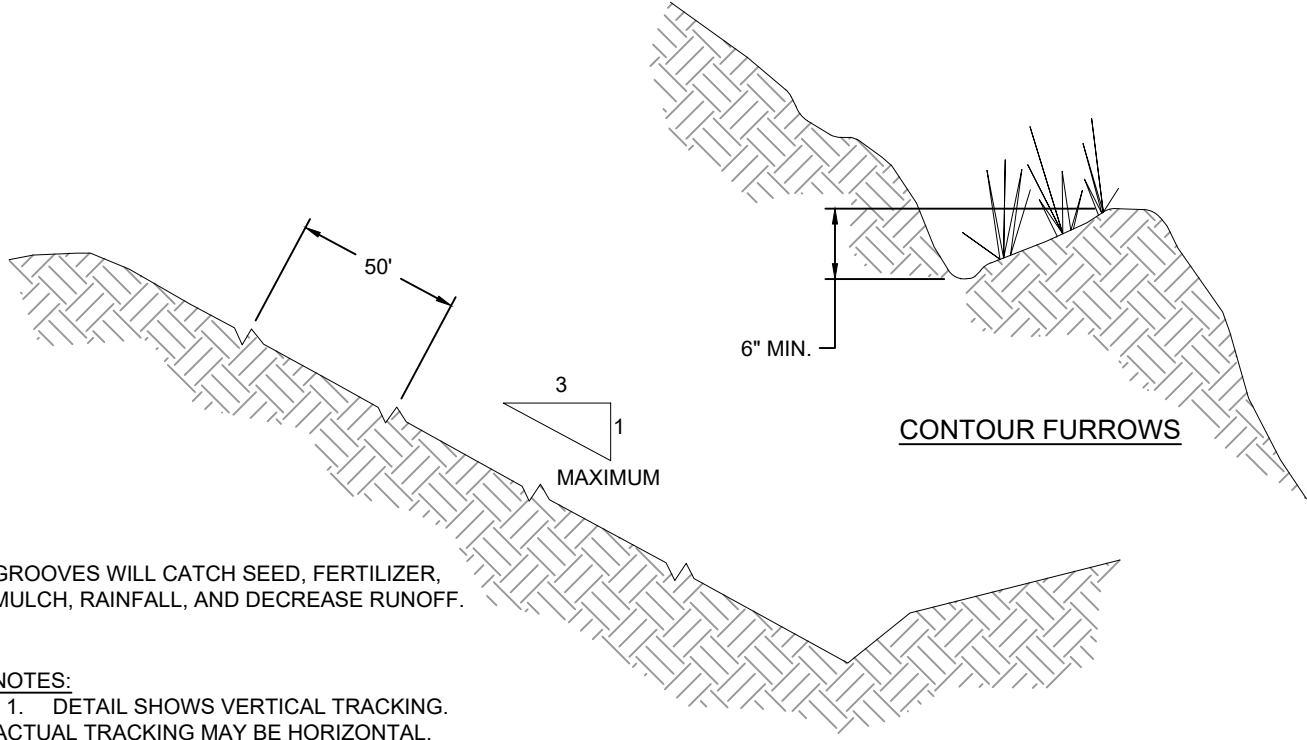 50'
6" MIN.
3
1
MAXIMUM
CONTOUR FURROWS
GROOVES WILL CATCH SEED, FERTILIZER,
MULCH, RAINFALL, AND DECREASE RUNOFF.
NOTES:
1. DETAIL SHOWS VERTICAL TRACKING.
ACTUAL TRACKING MAY BE HORIZONTAL.